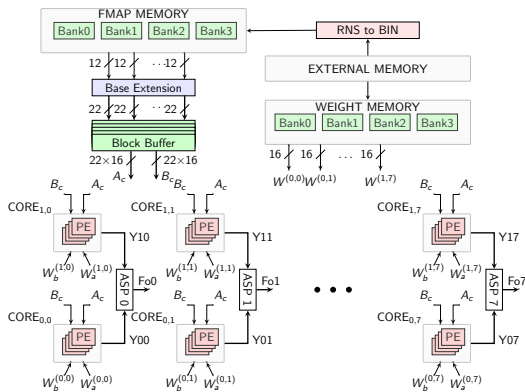 FMAP MEMORY
Bank0 Bank1 Bank2 Bank3
RNS to BIN
EXTERNAL MEMORY
12 12 ... 12
Base Extension
22 22 ... 22
Block Buffer
22×16 22×16
A_c B_c
WEIGHT MEMORY
Bank0 Bank1 Bank2 Bank3
16 16 ... 16
W^(0,0) W^(0,1) W^(1,7)
B_c A_c B_c A_c B_c A_c
CORE_1,0 CORE_1,1 CORE_1,7
PE PE PE
Y10 Y11 Y17
W_b^(1,0) W_a^(1,0) W_b^(1,1) W_a^(1,1) W_b^(1,7) W_a^(1,7)
ASP 0 Fo0 ASP 1 Fo1 ASP 7 Fo7
B_c A_c B_c A_c B_c A_c
CORE_0,0 CORE_0,1 CORE_0,7
PE PE PE
Y00 Y01 Y07
W_b^(0,0) W_a^(0,0) W_b^(0,1) W_a^(0,1) W_b^(0,7) W_a^(0,7)